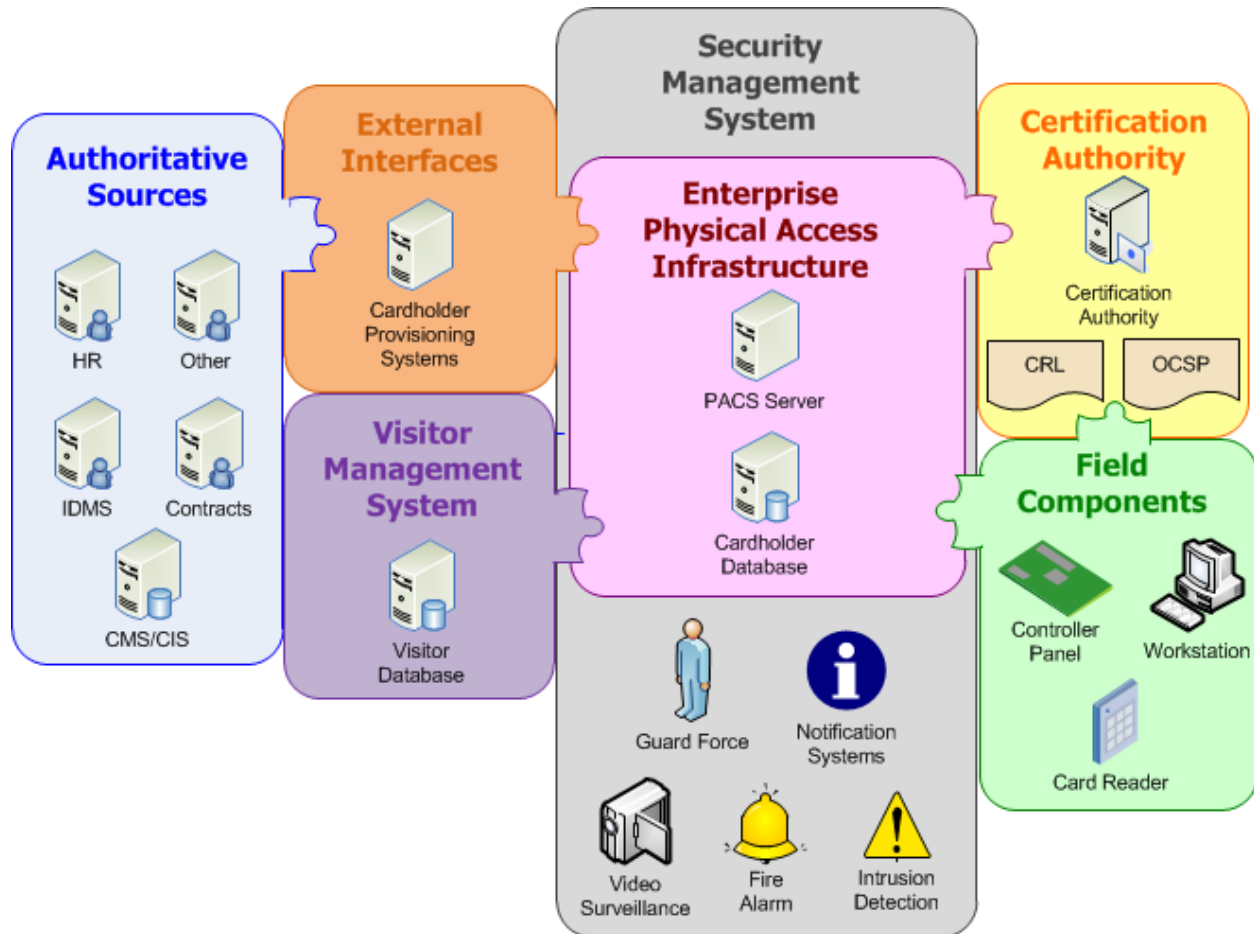 Authoritative
Sources
HR
Other
IDMS
Contracts
CMS/CIS
External
Interfaces
Cardholder
Provisioning
Systems
Visitor
Management
System
Visitor
Database
Security
Management
System
Enterprise
Physical Access
Infrastructure
PACS Server
Cardholder
Database
Guard Force
Notification
Systems
Video
Surveillance
Fire
Alarm
Intrusion
Detection
Certification
Authority
Certification
Authority
CRL
OCSP
Field
Components
Controller
Panel
Workstation
Card Reader